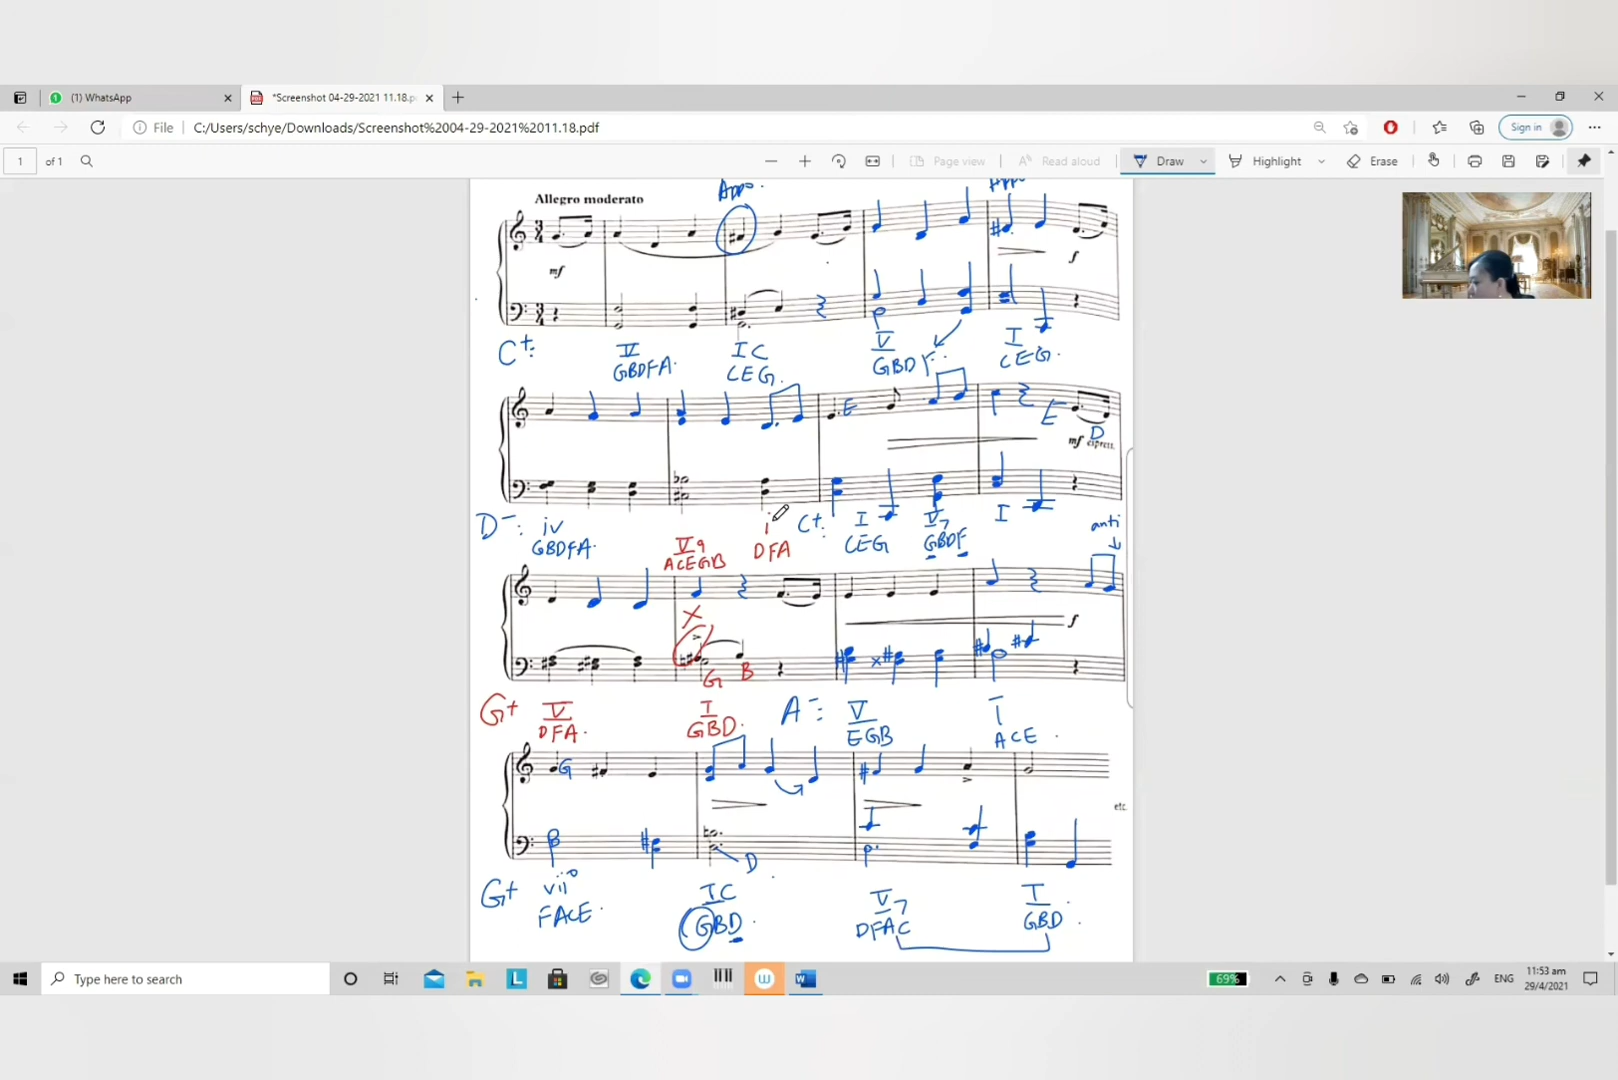 (1) WhatsApp
*Screenshot 04-29-2021 11.18.p
File
C:/Users/schye/Downloads/Screenshot%2004-29-2021%2011.18.pdf
Sign in
1 of 1
Page view
Read aloud
Draw
Highlight
Erase
Allegro moderato
Appo.
mf
f
C+:
V
Ic
V
I
GBDFA.
CEG.
GBDF.
CEG.
E
E
D
mf espress.
D-:
iv
V9
i
C+:
I
V7
I
anti
GBDFA.
ACEGB
DFA
CEG
GBDF
X
f
G
B
G+
V
I
A-:
V
I
DFA.
GBD.
EGB
ACE.
G
D
etc.
G+
vii°
Ic
V7
I
FACE.
GBD.
DFAC
GBD.
Type here to search
69%
ENG
11:53 am
29/4/2021